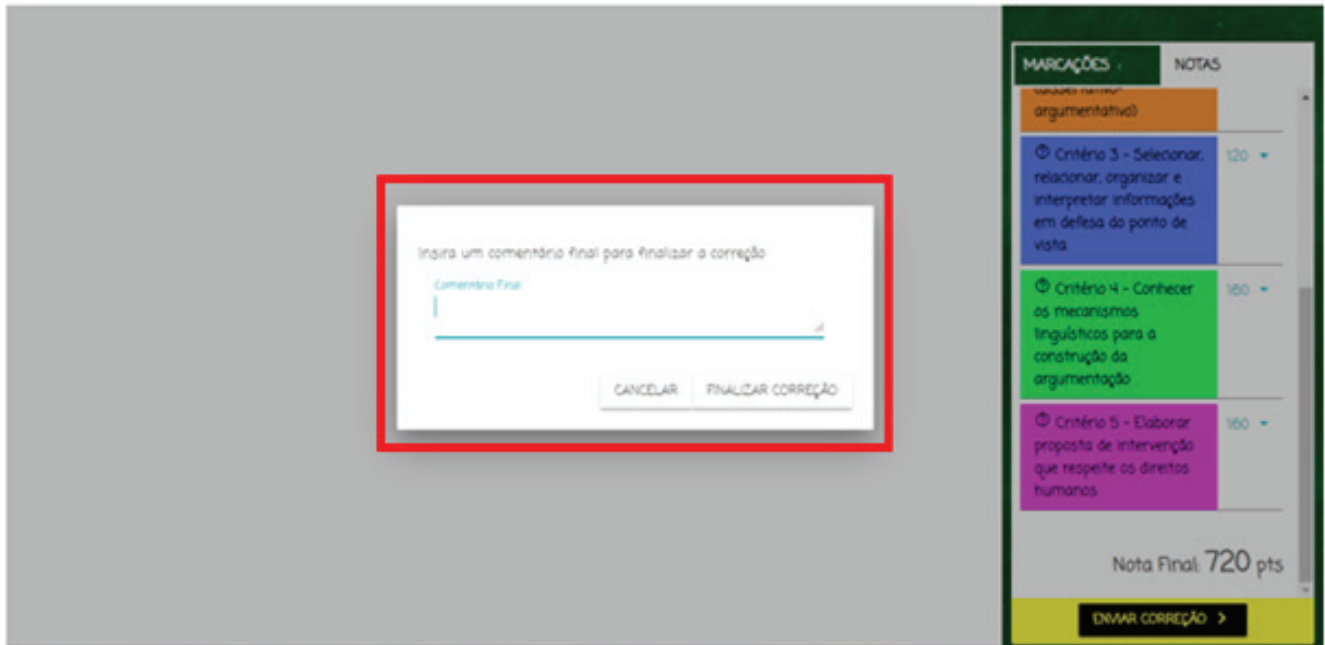 Insira um comentário final para finalizar a correção
Comentário Final
CANCELAR FINALIZAR CORREÇÃO
MARCAÇÕES NOTAS
argumentativo)
Critério 3 - Selecionar,
relacionar, organizar e
interpretar informações
em defesa do ponto de
vista
120
Critério 4 - Conhecer
os mecanismos
linguísticos para a
construção da
argumentação
160
Critério 5 - Elaborar
proposta de intervenção
que respeite os direitos
humanos
160
Nota Final: 720 pts
ENVIAR CORREÇÃO >